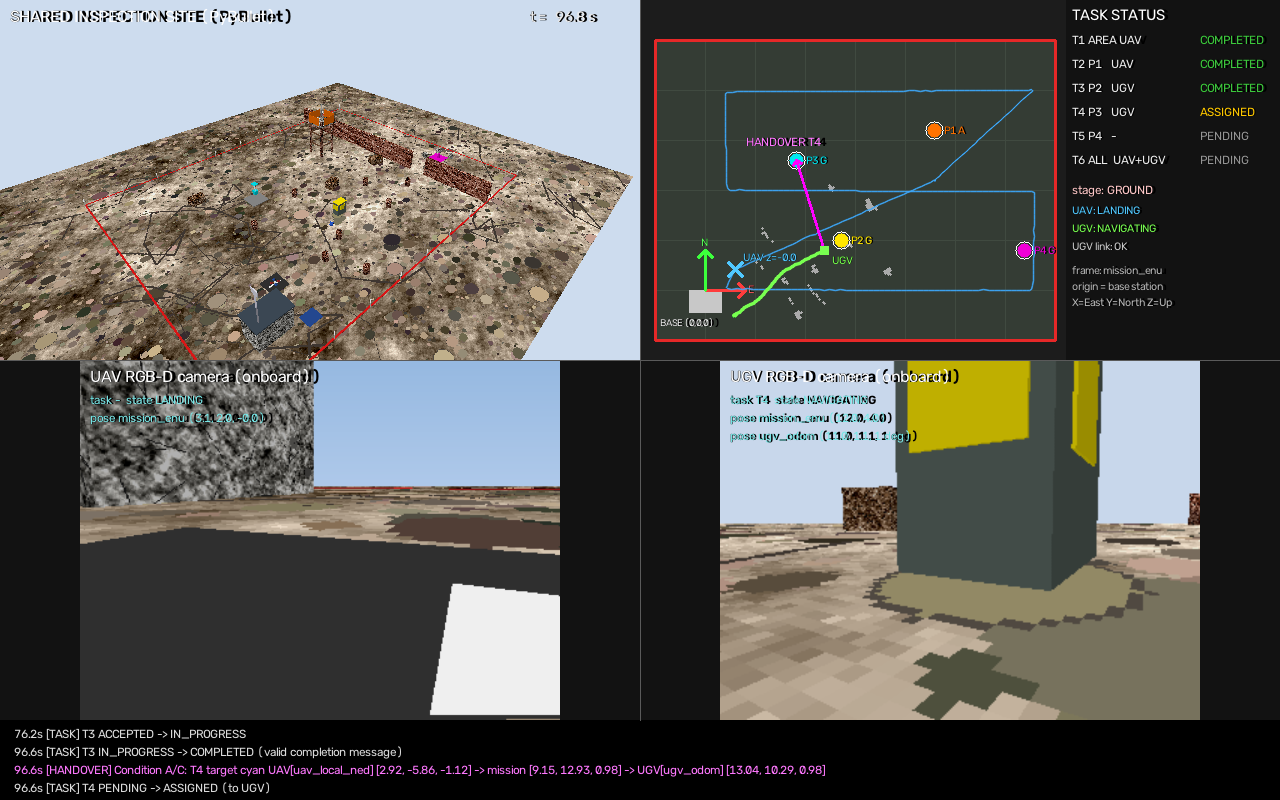 SHARED INSPECTION SITE (PyBullet)
t = 96.8 s
HANDOVER T4
P1 A
P3 G
P2 G
P4 G
N
UAV z=-0.0
UGV
E
BASE (0,0,0)
TASK STATUS
T1 AREA UAV COMPLETED
T2 P1 UAV COMPLETED
T3 P2 UGV COMPLETED
T4 P3 UGV ASSIGNED
T5 P4 - PENDING
T6 ALL UAV+UGV PENDING
stage: GROUND
UAV: LANDING
UGV: NAVIGATING
UGV link: OK
frame: mission_enu
origin = base station
X=East Y=North Z=Up
UAV RGB-D camera (onboard)
task - state LANDING
pose mission_enu (3.1, 2.0, -0.0)
UGV RGB-D camera (onboard)
task T4 state NAVIGATING
pose mission_enu (12.0, 4.0)
pose ugv_odom
76.2s [TASK] T3 ACCEPTED -> IN_PROGRESS
96.6s [TASK] T3 IN_PROGRESS -> COMPLETED (valid completion message)
96.6s [HANDOVER] Condition A/C: T4 target cyan UAV[uav_local_ned] [2.92, -5.86, -1.12] -> mission [9.15, 12.93, 0.98] -> UGV[ugv_odom] [13.04, 10.29, 0.98]
96.6s [TASK] T4 PENDING -> ASSIGNED (to UGV)